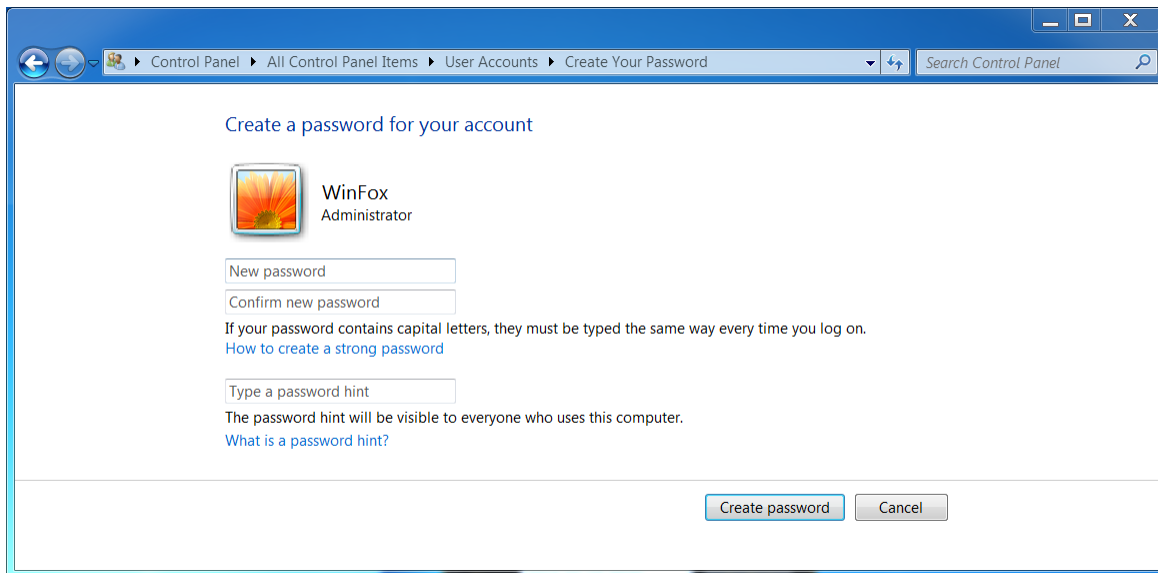 Control Panel All Control Panel Items User Accounts Create Your Password Search Control Panel
Create a password for your account
WinFox
Administrator
New password
Confirm new password
If your password contains capital letters, they must be typed the same way every time you log on.
How to create a strong password
Type a password hint
The password hint will be visible to everyone who uses this computer.
What is a password hint?
Create password Cancel